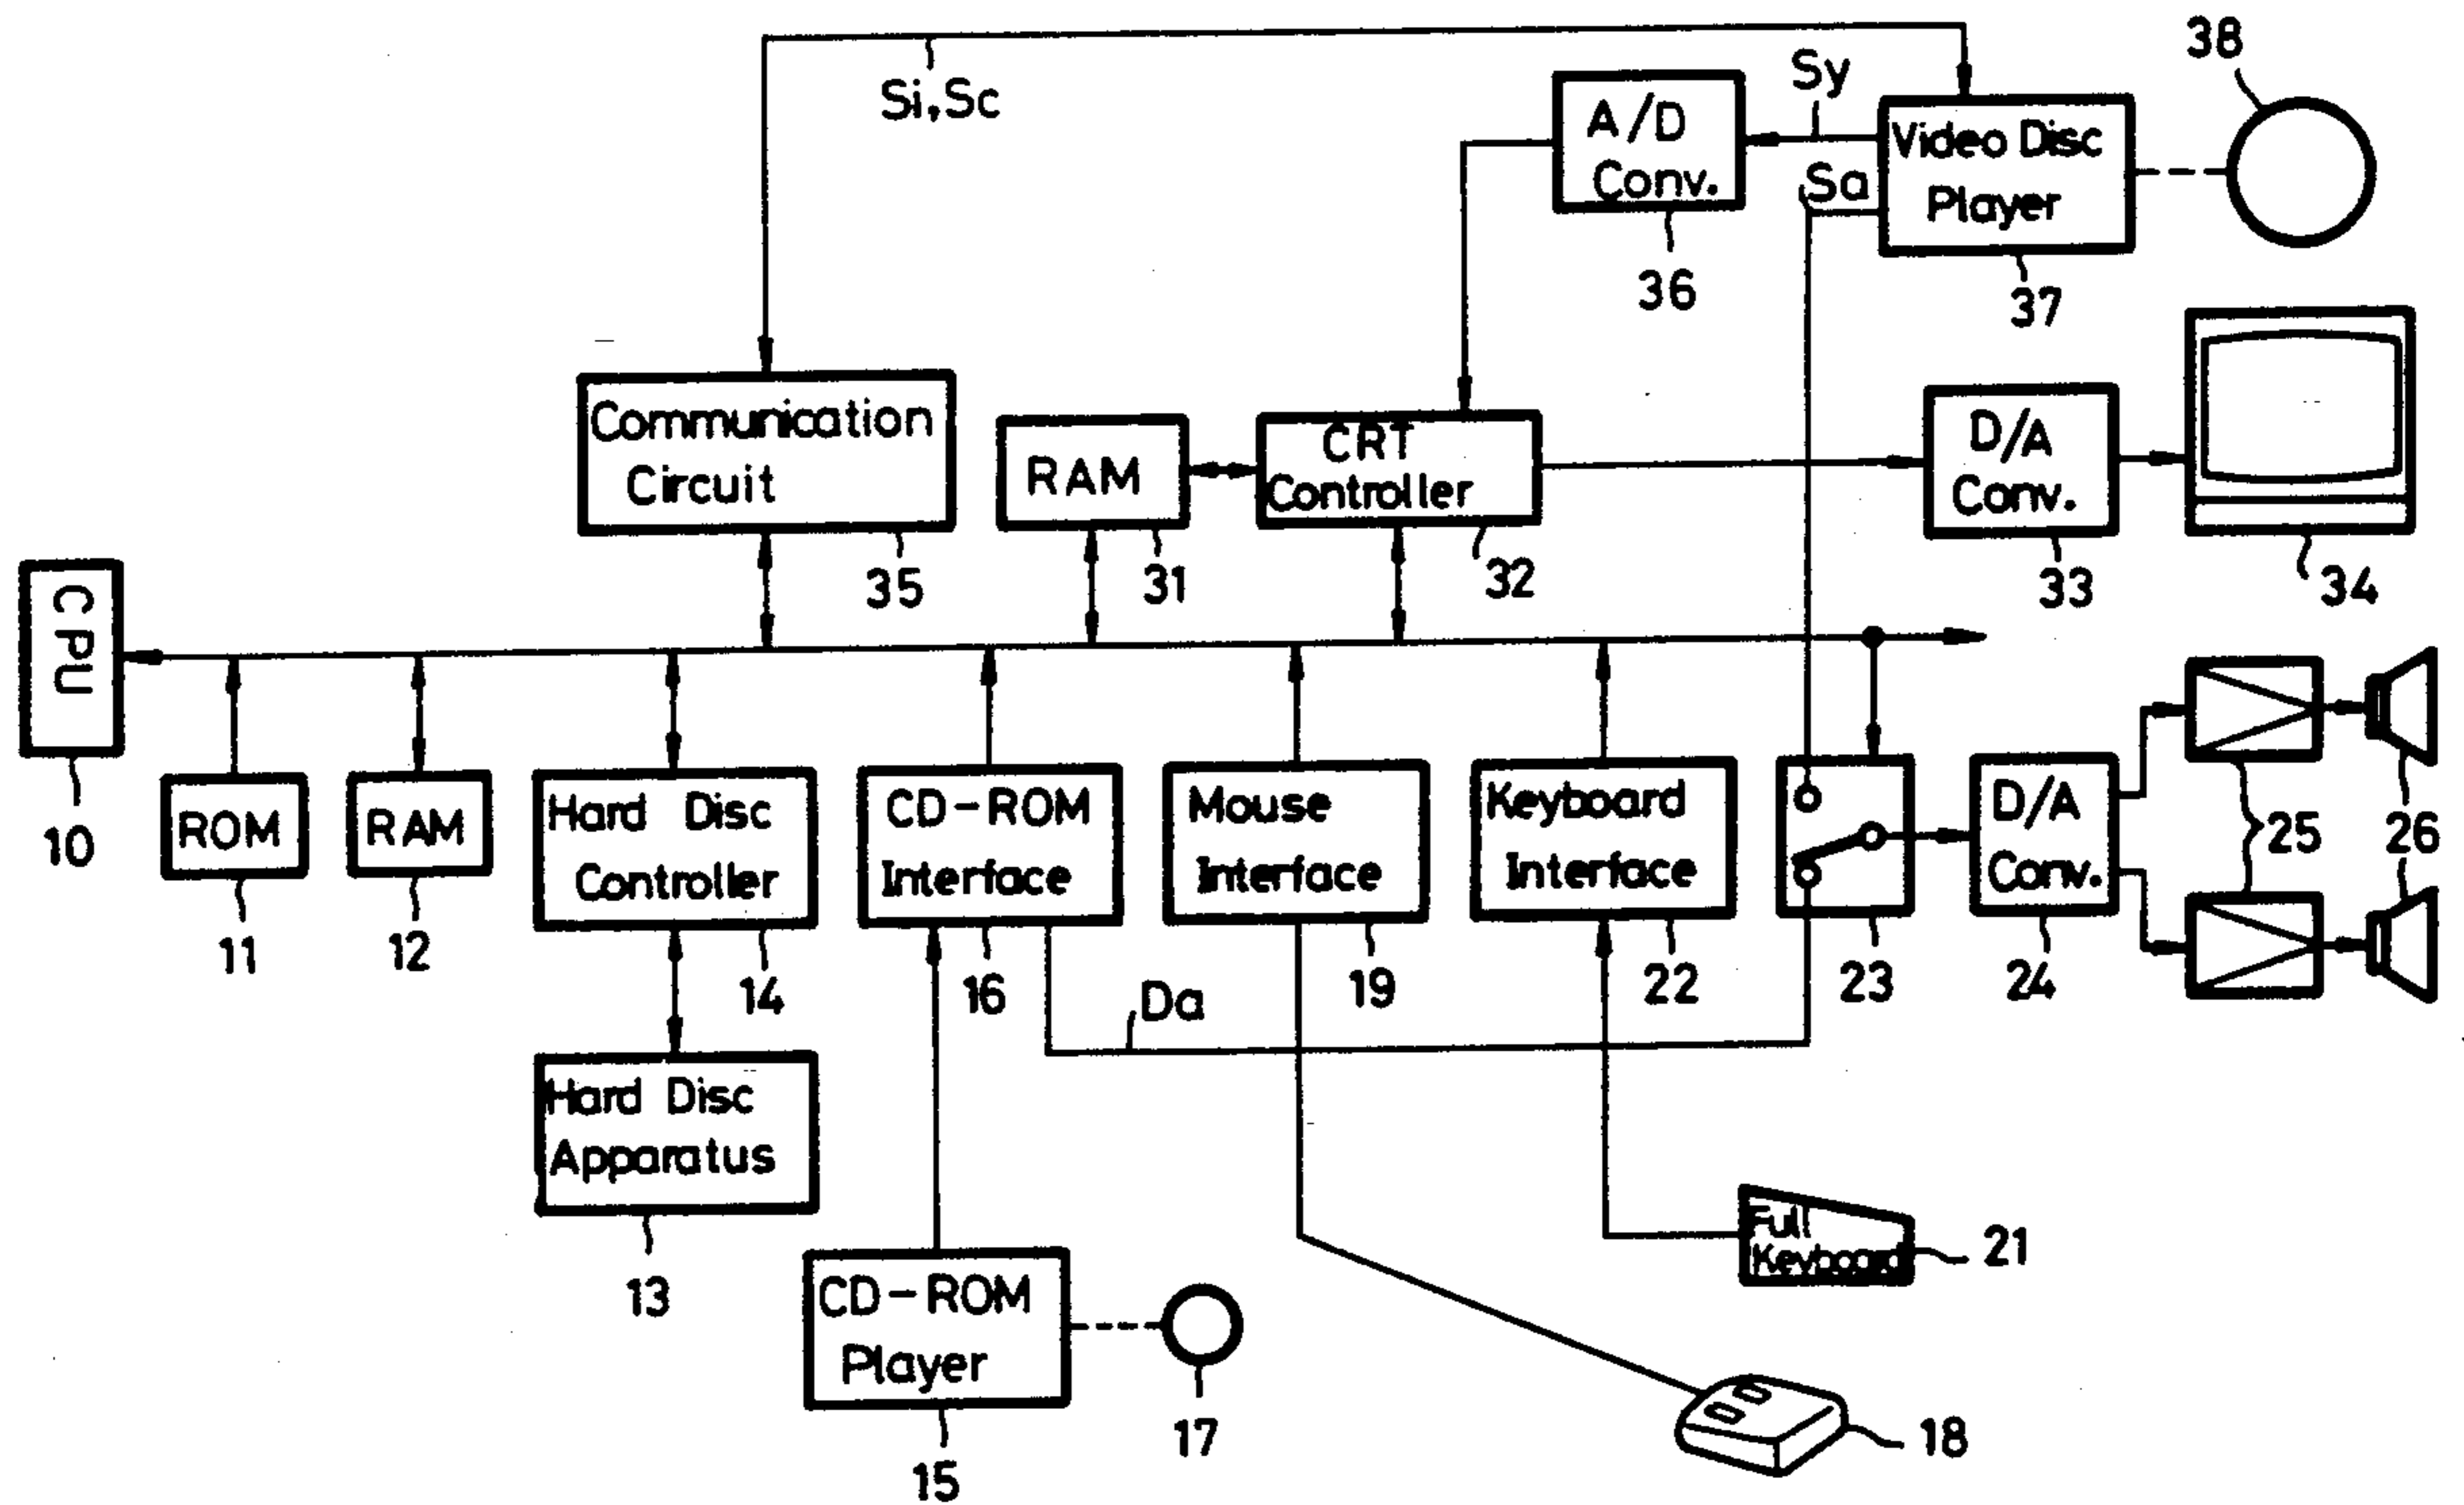 38
Si,Sc
Sy
A/D
Conv.
Video Disc
Player
Sa
36
37
Communication
Circuit
RAM
CRT
Controller
D/A
Conv.
35
31
32
33
34
CPU
10
ROM
11
RAM
12
Hard Disc
Controller
14
CD-ROM
Interface
16
Mouse
Interface
19
Keyboard
Interface
22
23
D/A
Conv.
24
25
26
Da
Hard Disc
Apparatus
13
CD-ROM
Player
15
17
Full
Keyboard
21
18